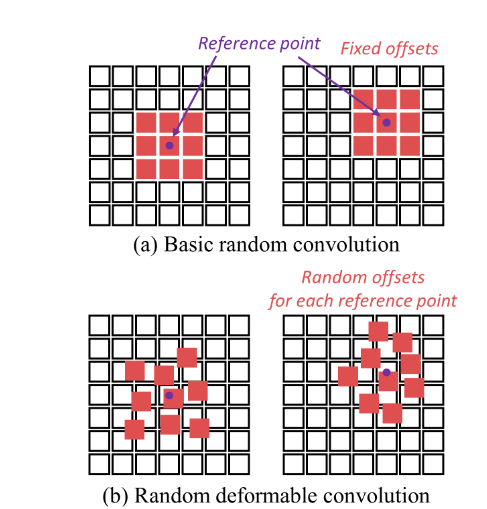 Reference point
Fixed offsets
(a) Basic random convolution
Random offsets
for each reference point
(b) Random deformable convolution